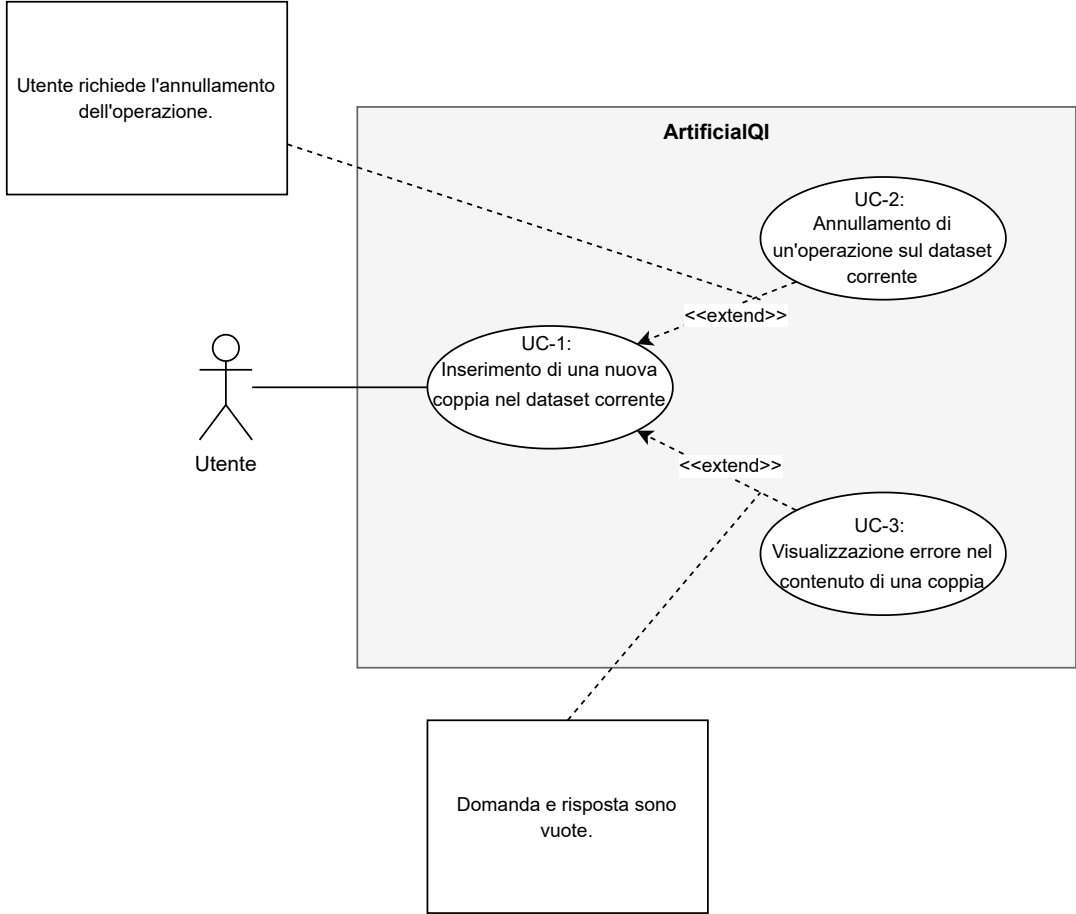 Utente richiede l'annullamento
dell'operazione.
ArtificialQI
UC-2:
Annullamento di
un'operazione sul dataset
corrente
<<extend>>
UC-1:
Inserimento di una nuova
coppia nel dataset corrente
Utente
<<extend>>
UC-3:
Visualizzazione errore nel
contenuto di una coppia
Domanda e risposta sono
vuote.